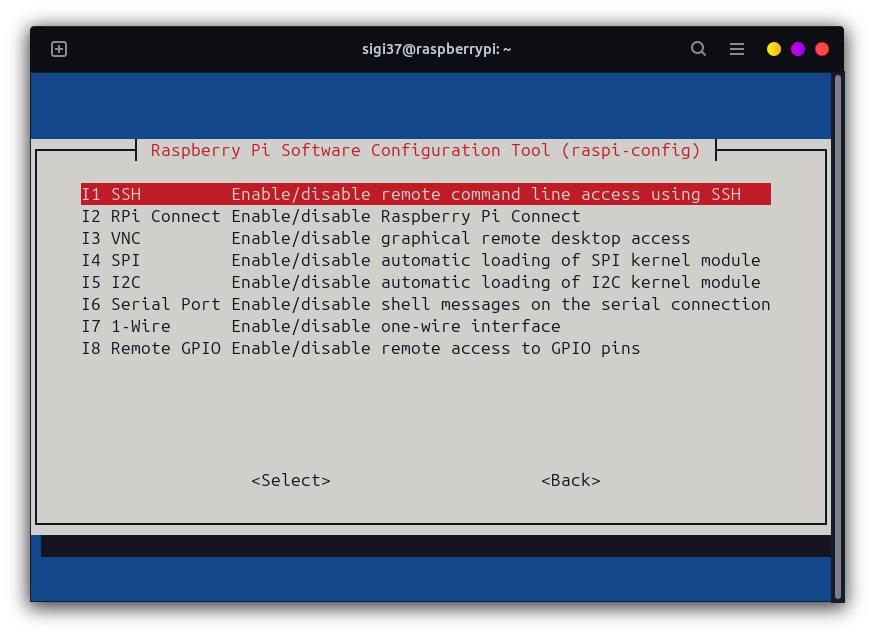 sigi37@raspberrypi: ~
Raspberry Pi Software Configuration Tool (raspi-config)
I1 SSH Enable/disable remote command line access using SSH
I2 RPi Connect Enable/disable Raspberry Pi Connect
I3 VNC Enable/disable graphical remote desktop access
I4 SPI Enable/disable automatic loading of SPI kernel module
I5 I2C Enable/disable automatic loading of I2C kernel module
I6 Serial Port Enable/disable shell messages on the serial connection
I7 1-Wire Enable/disable one-wire interface
I8 Remote GPIO Enable/disable remote access to GPIO pins
<Select> <Back>